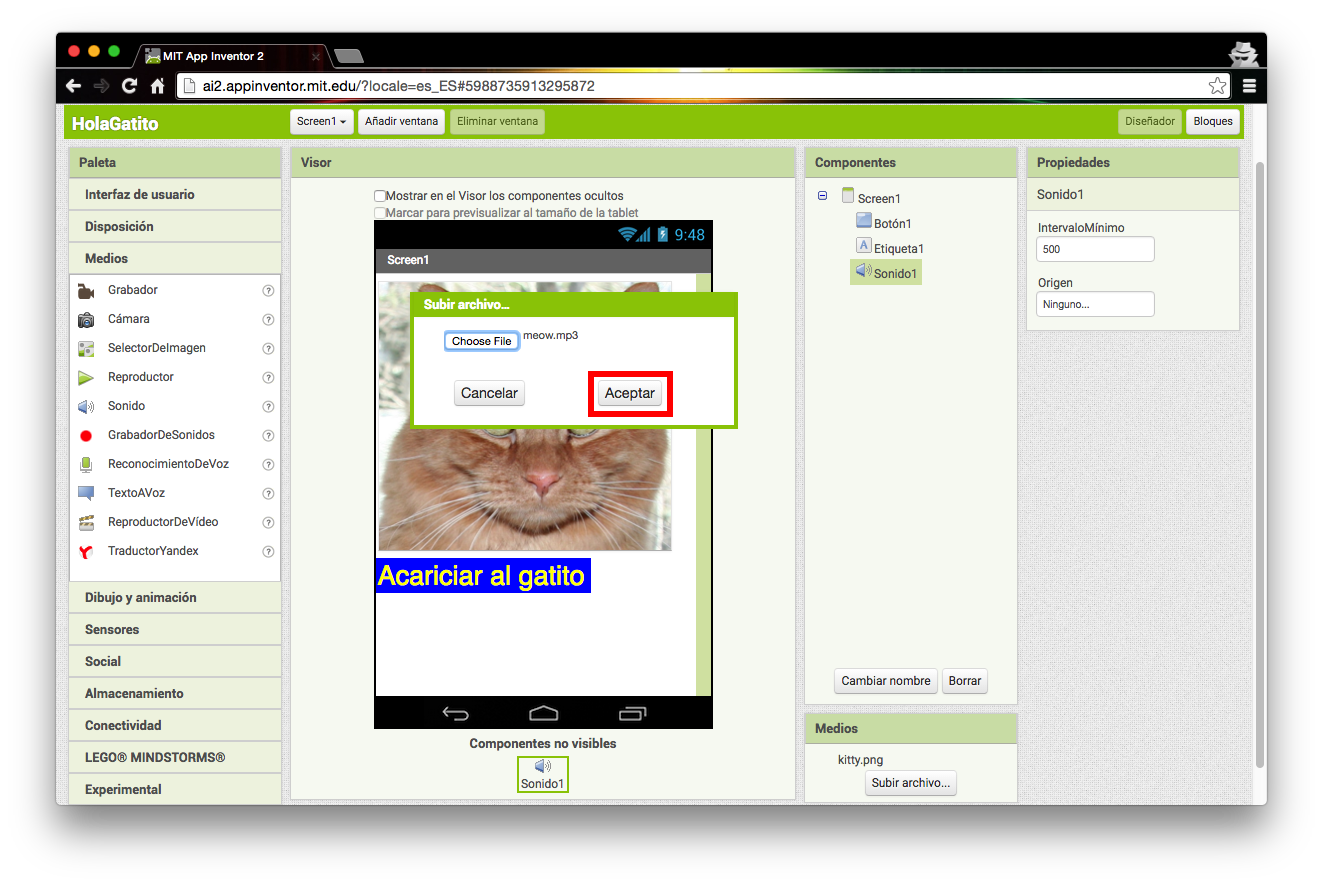 MIT App Inventor 2
ai2.appinventor.mit.edu/?locale=es_ES#5988735913295872
HolaGatito
Screen1
Añadir ventana
Eliminar ventana
Diseñador
Bloques
Paleta
Interfaz de usuario
Disposición
Medios
Grabador
?
Cámara
?
SelectorDeImagen
?
Reproductor
?
Sonido
?
GrabadorDeSonidos
?
ReconocimientoDeVoz
?
TextoAVoz
?
ReproductorDeVídeo
?
TraductorYandex
?
Dibujo y animación
Sensores
Social
Almacenamiento
Conectividad
LEGO® MINDSTORMS®
Experimental
Visor
Mostrar en el Visor los componentes ocultos
Marcar para previsualizar al tamaño de la tablet
9:48
Screen1
Subir archivo...
Choose File meow.mp3
Cancelar
Aceptar
Acariciar al gatito
Componentes no visibles
Sonido1
Componentes
Screen1
Botón1
A Etiqueta1
Sonido1
Cambiar nombre
Borrar
Medios
kitty.png
Subir archivo...
Propiedades
Sonido1
IntervaloMínimo
500
Origen
Ninguno...